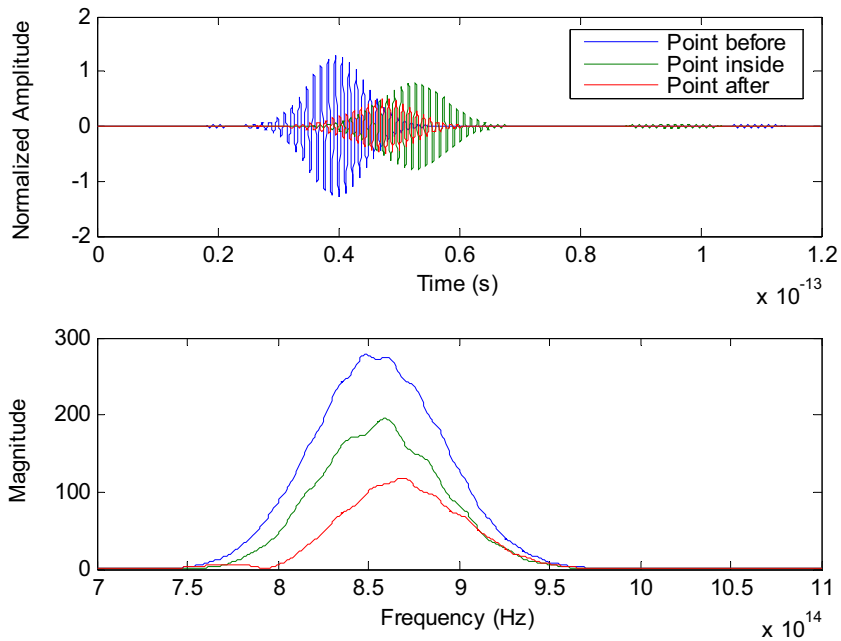 2
1
0
-1
-2
Normalized Amplitude
Point before
Point inside
Point after
0 0.2 0.4 0.6 0.8 1 1.2
Time (s)
x 10^-13
300
200
100
0
Magnitude
7 7.5 8 8.5 9 9.5 10 10.5 11
Frequency (Hz)
x 10^14